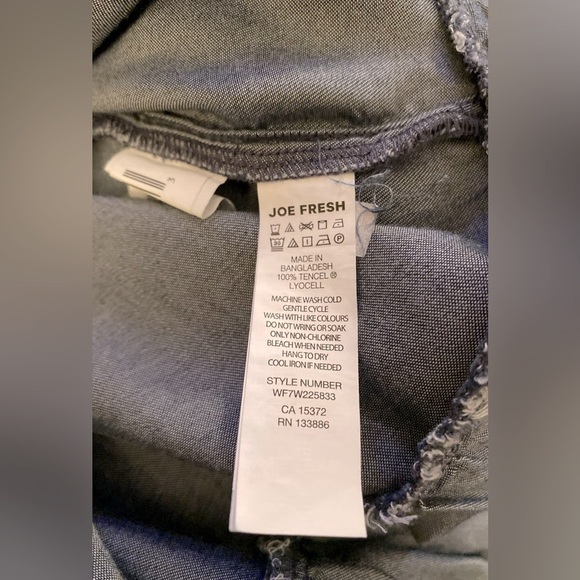 JOE FRESH
MADE IN
BANGLADESH
100% TENCEL ®
LYOCELL
MACHINE WASH COLD
GENTLE CYCLE
WASH WITH LIKE COLOURS
DO NOT WRING OR SOAK
ONLY NON-CHLORINE
BLEACH WHEN NEEDED
HANG TO DRY
COOL IRON IF NEEDED
STYLE NUMBER
WF7W225833
CA 15372
RN 133886